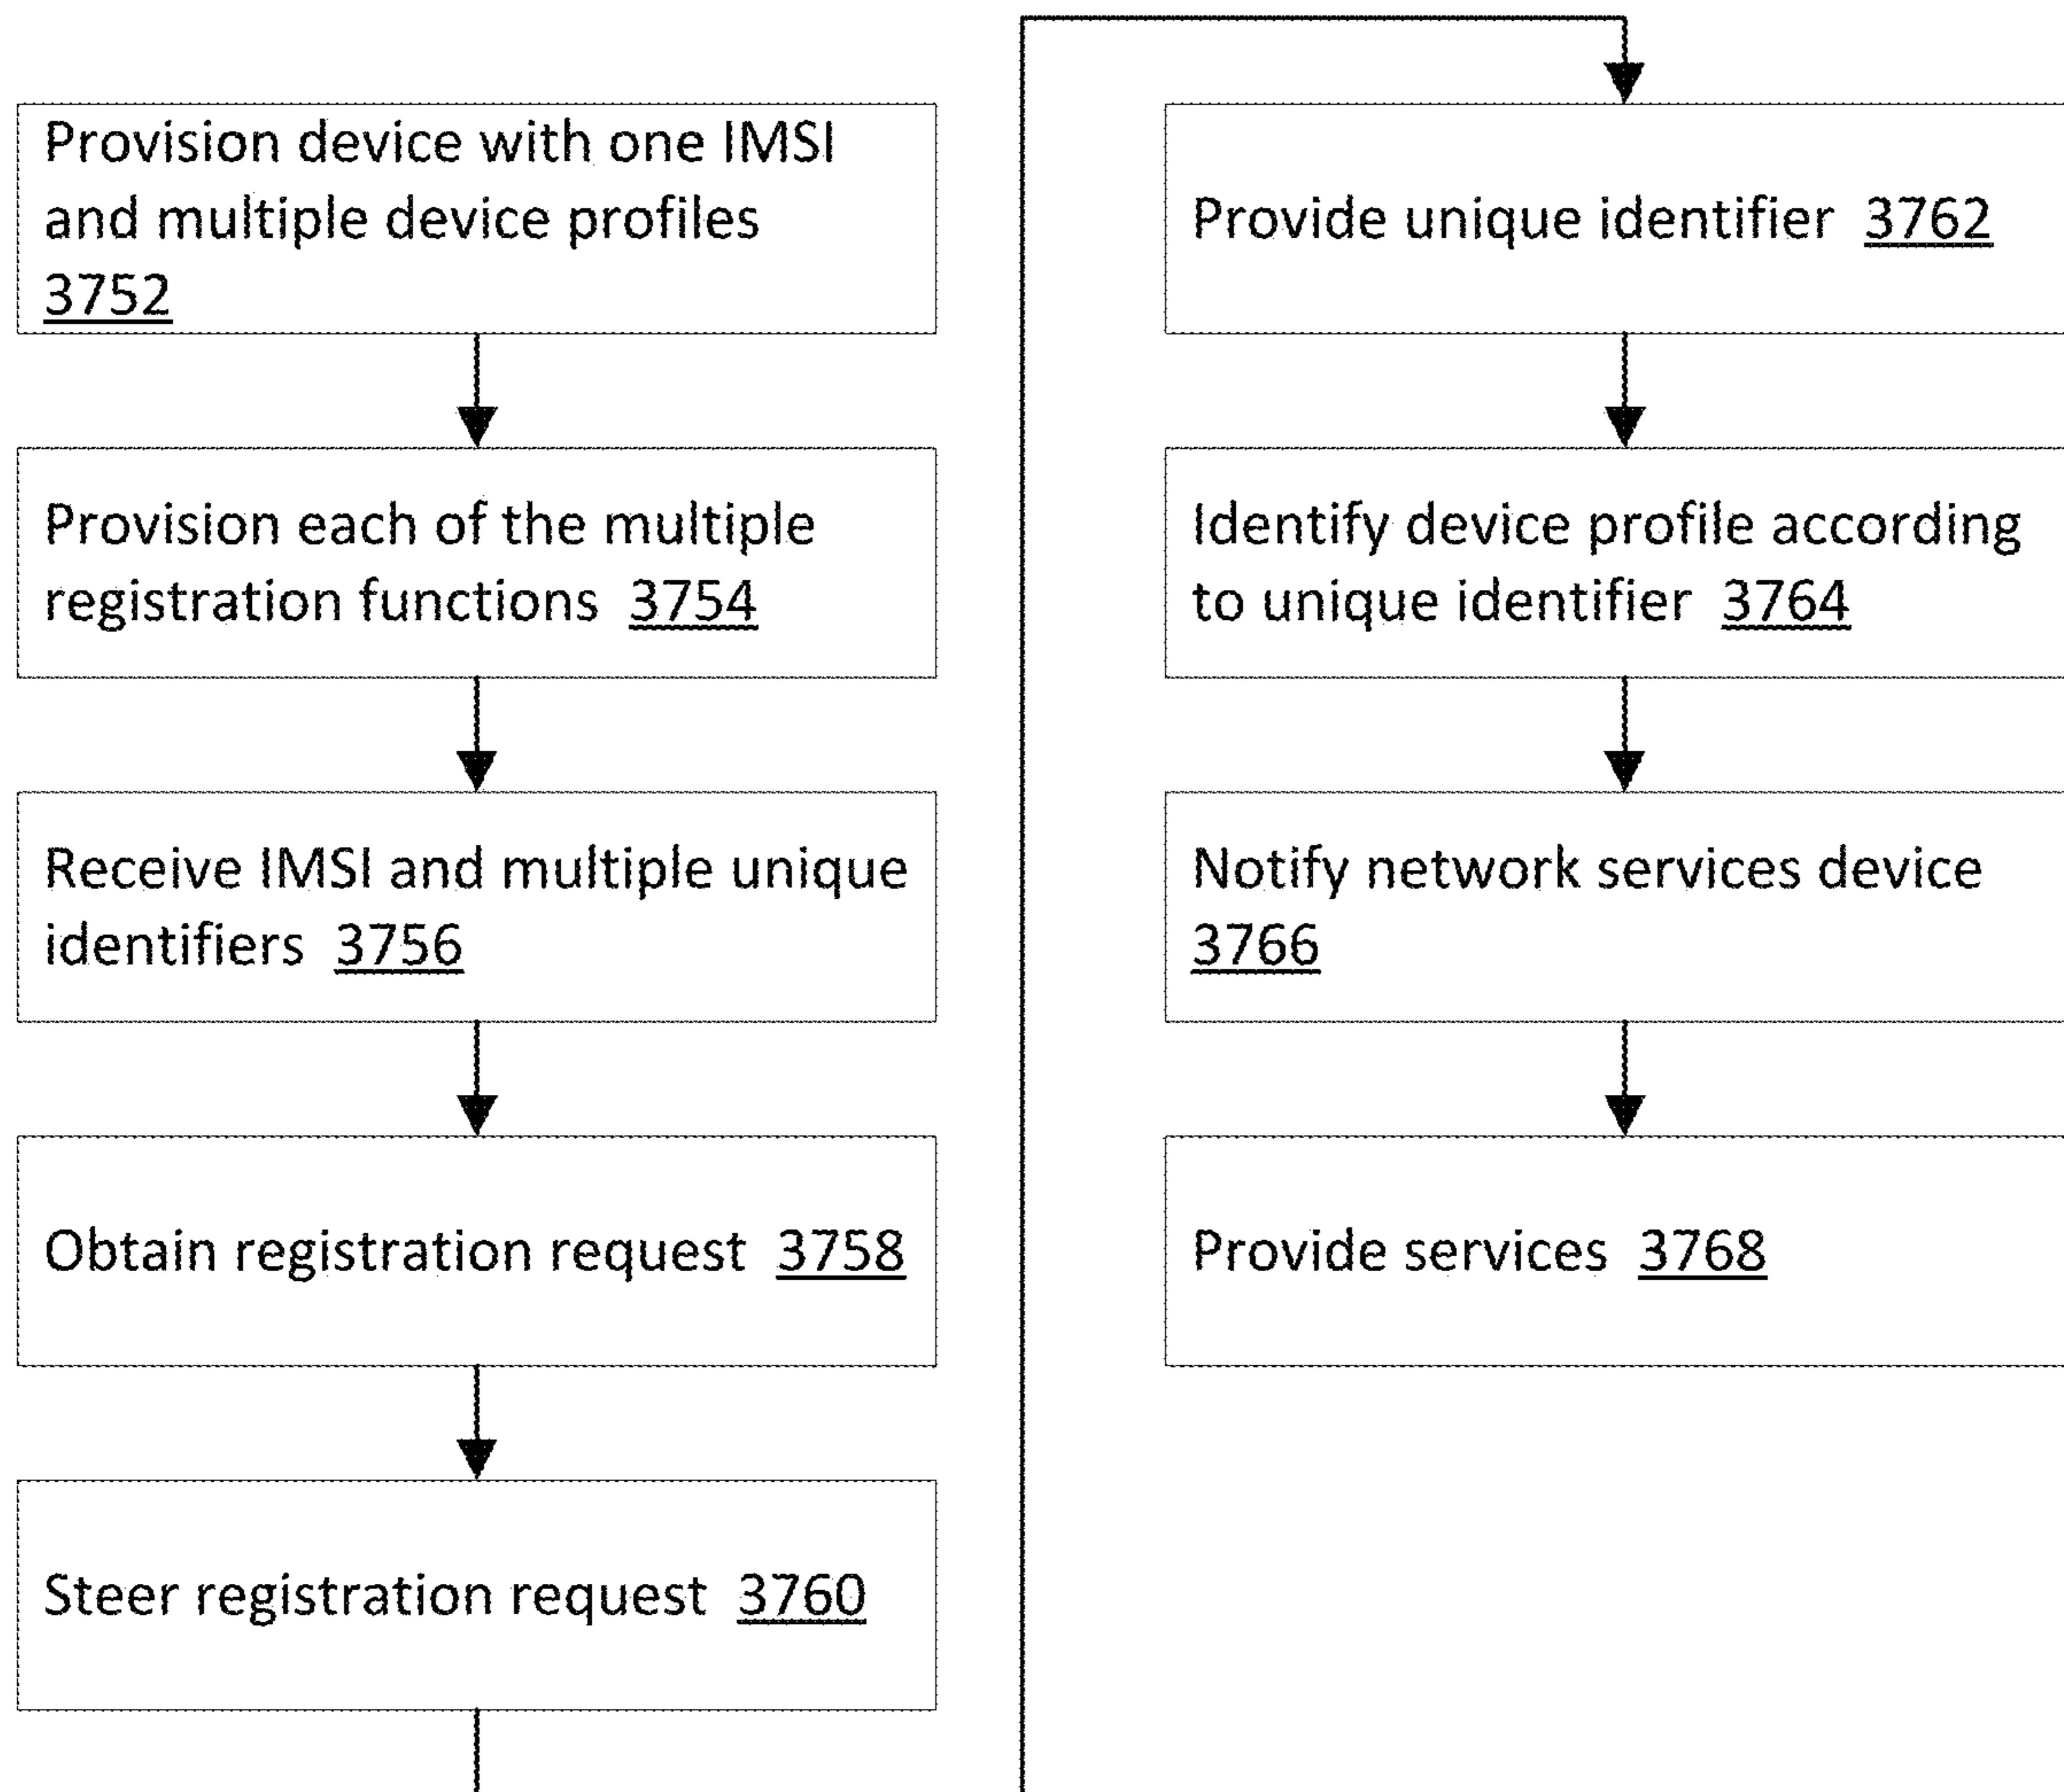 Provision device with one IMSI
and multiple device profiles
3752
Provision each of the multiple
registration functions 3754
Receive IMSI and multiple unique
identifiers 3756
Obtain registration request 3758
Steer registration request 3760
Provide unique identifier 3762
Identify device profile according
to unique identifier 3764
Notify network services device
3766
Provide services 3768